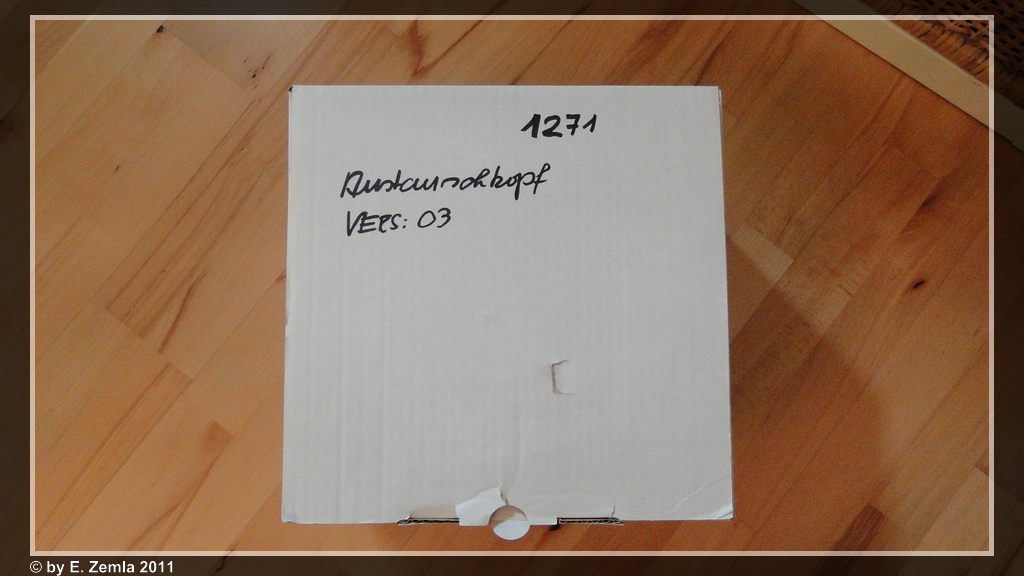 1271
Austauschkopf
VERS: 03
© by E. Zemla 2011